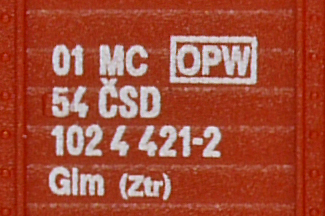 01 MC OPW
54 ČSD
102 4 421-2
Glm (Ztr)